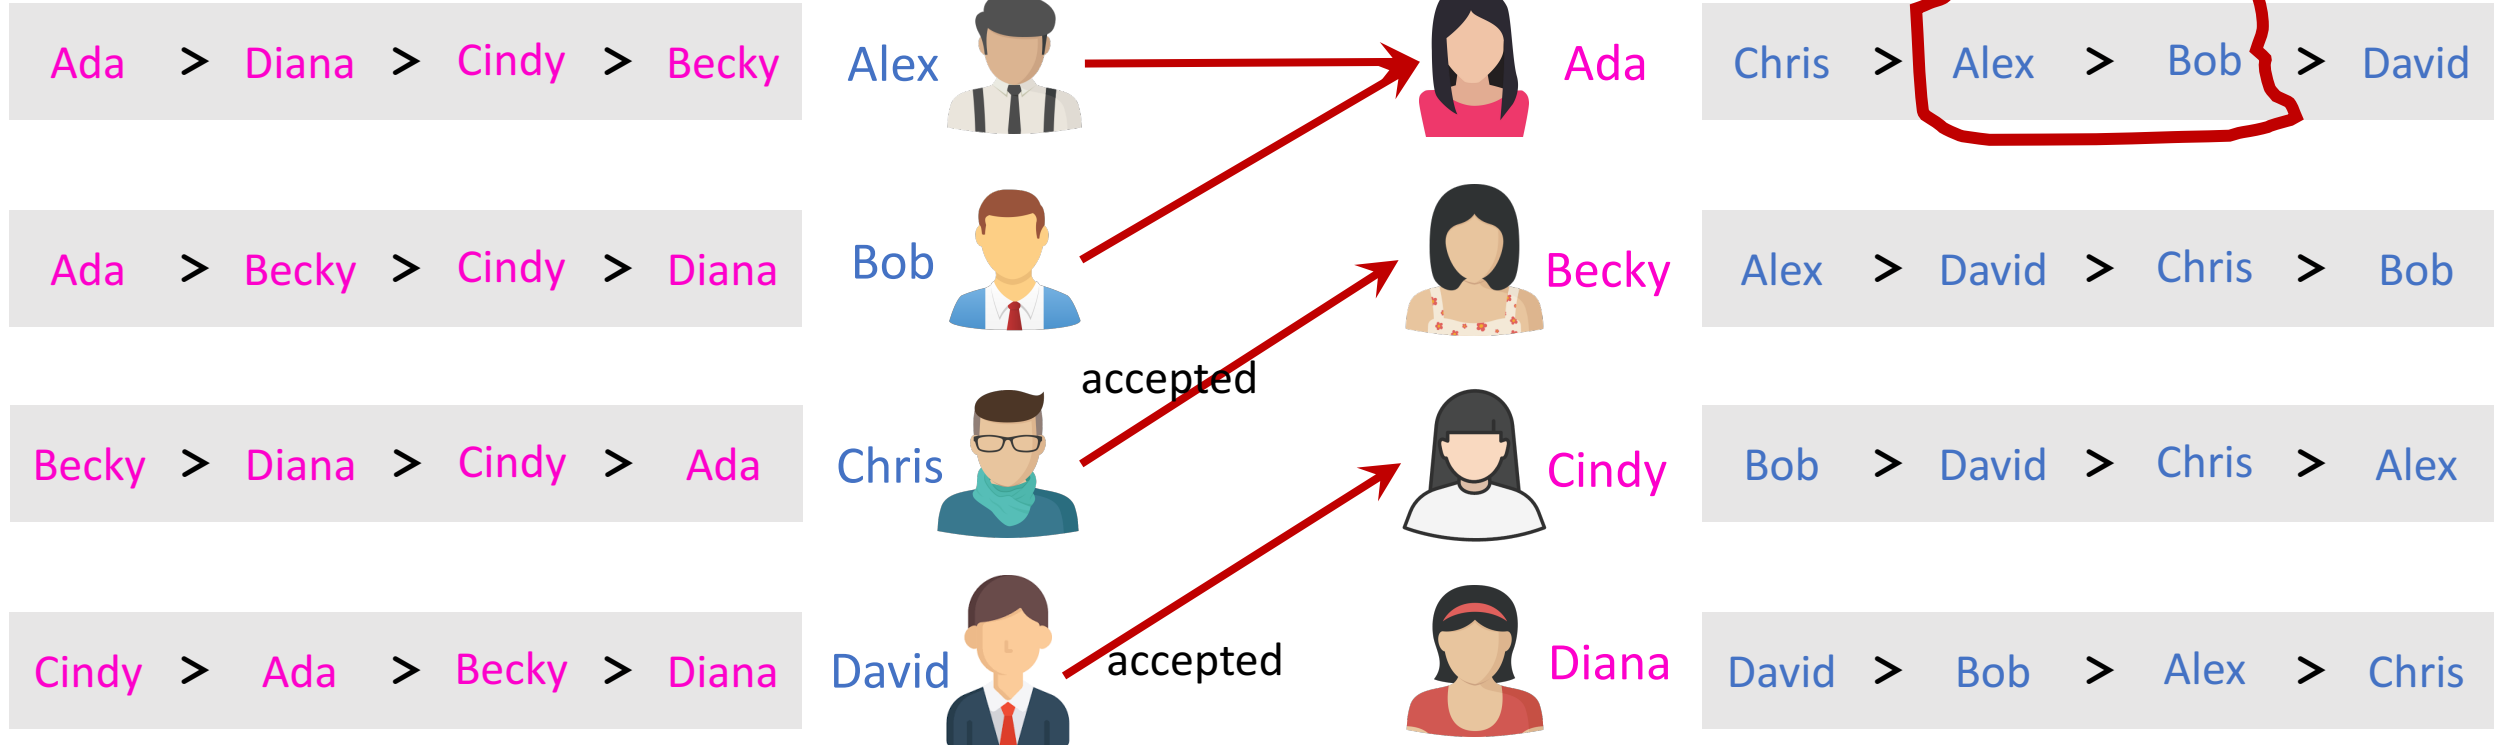 Ada > Diana > Cindy > Becky Alex Ada Chris > Alex > Bob > David
Ada > Becky > Cindy > Diana Bob Becky Alex > David > Chris > Bob
accepted
Becky > Diana > Cindy > Ada Chris Cindy Bob > David > Chris > Alex
Cindy > Ada > Becky > Diana David accepted Diana David > Bob > Alex > Chris